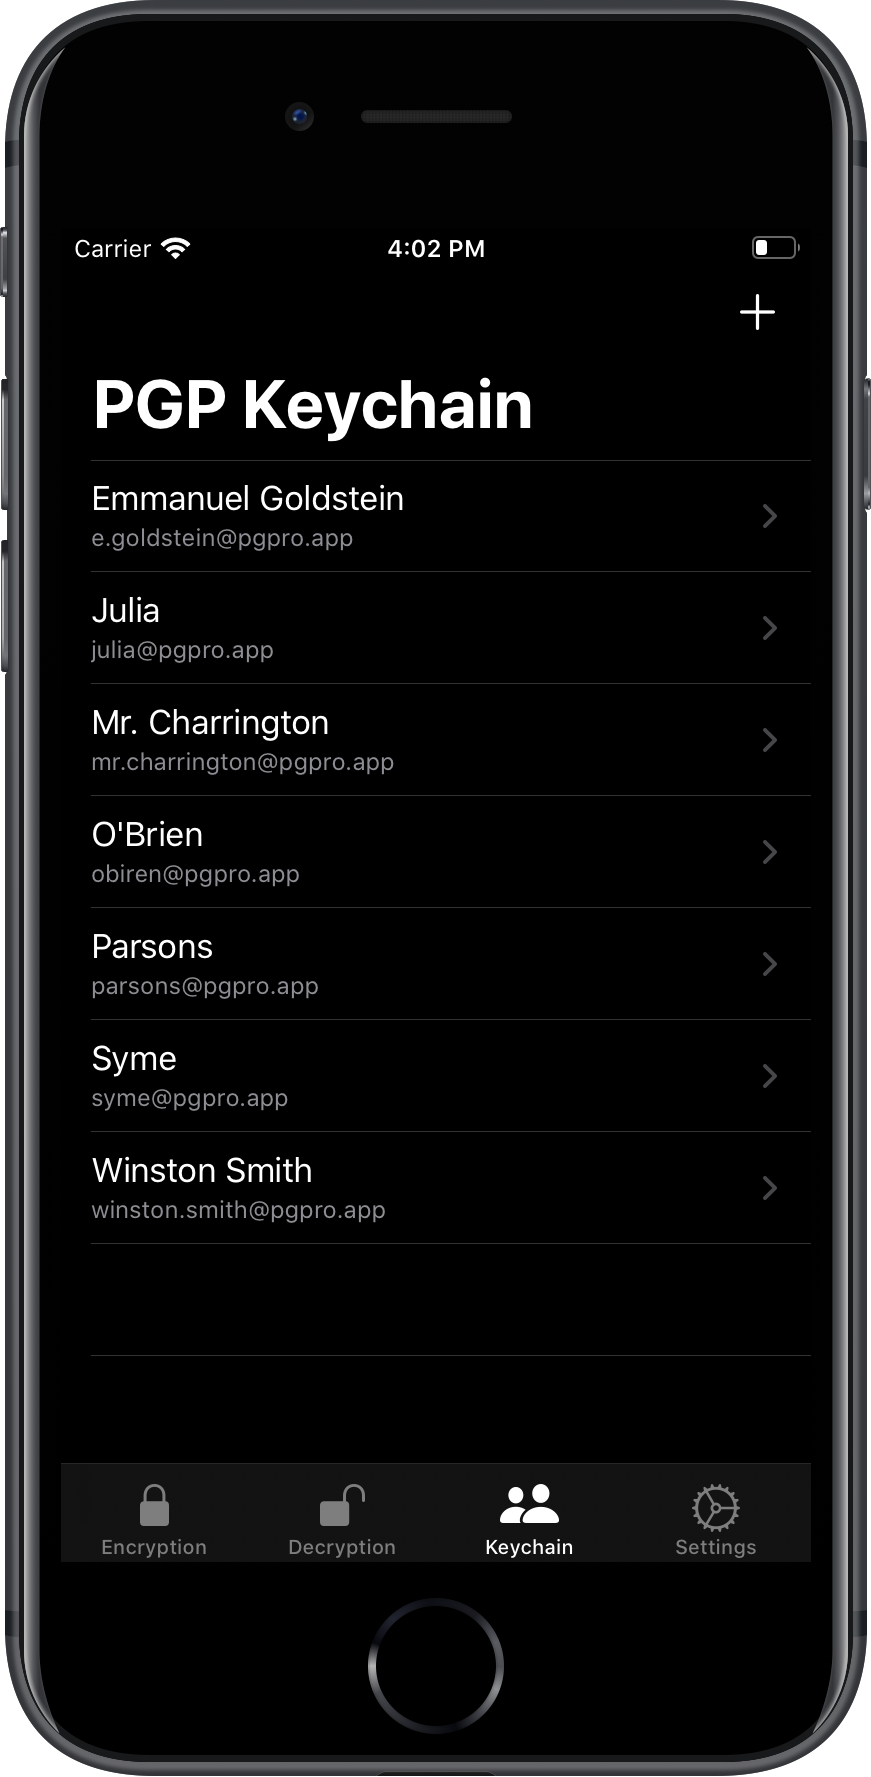 Carrier 4:02 PM
PGP Keychain
Emmanuel Goldstein
e.goldstein@pgpro.app
Julia
julia@pgpro.app
Mr. Charrington
mr.charrington@pgpro.app
O'Brien
obiren@pgpro.app
Parsons
parsons@pgpro.app
Syme
syme@pgpro.app
Winston Smith
winston.smith@pgpro.app
Encryption Decryption Keychain Settings